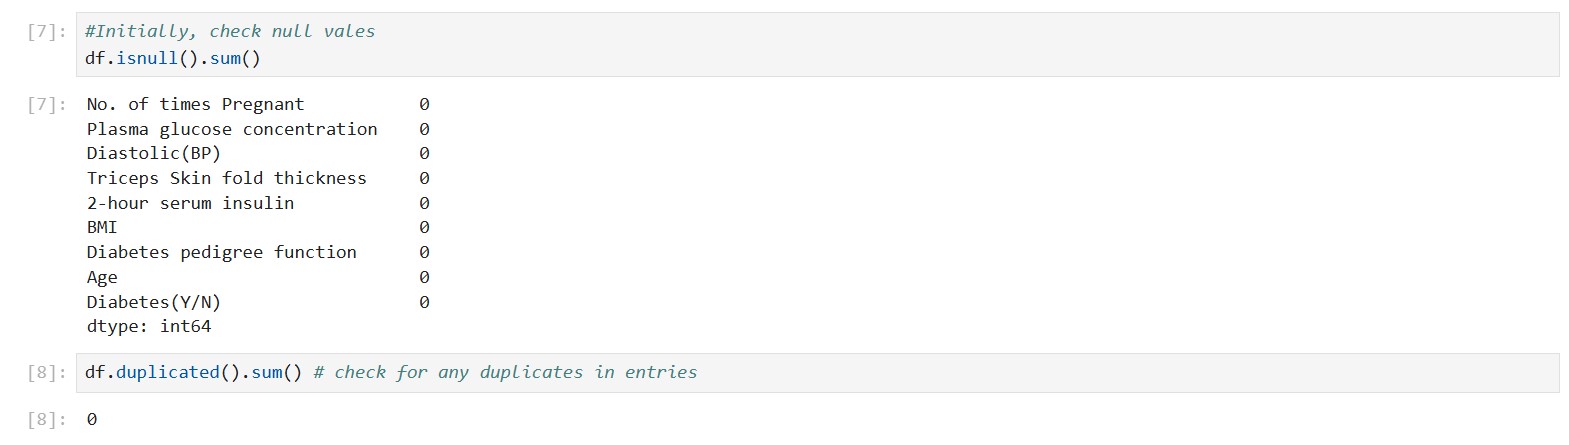 [7]: #Initially, check null vales
df.isnull().sum()
[7]: No. of times Pregnant 0
Plasma glucose concentration 0
Diastolic(BP) 0
Triceps Skin fold thickness 0
2-hour serum insulin 0
BMI 0
Diabetes pedigree function 0
Age 0
Diabetes(Y/N) 0
dtype: int64
[8]: df.duplicated().sum() # check for any duplicates in entries
[8]: 0